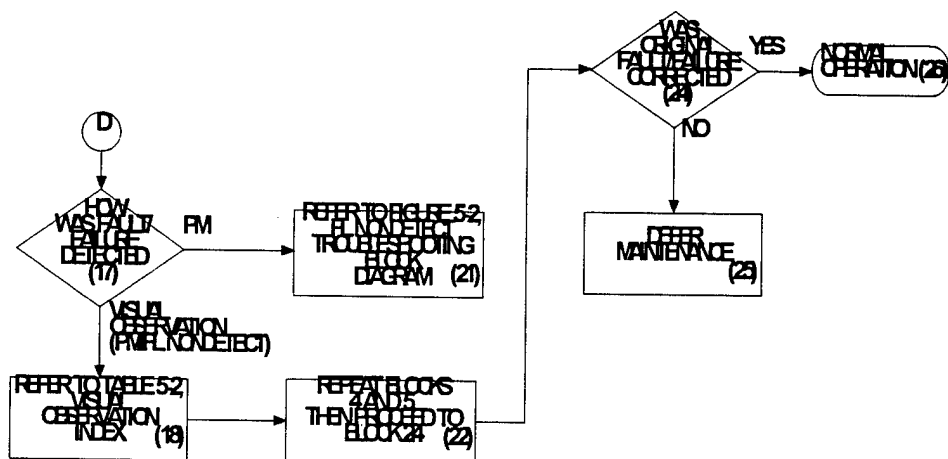 D
HOW
WAS FAULT/
FAILURE
DETECTED
(17)
PM
VISUAL
OBSERVATION
(PM/FL NONDETECT)
REFER TO TABLE 5-2,
VISUAL
OBSERVATION
INDEX
(18)
REFER TO FIGURE 5-2,
FL NONDETECT
TROUBLESHOOTING
BLOCK
DIAGRAM
(21)
REPEAT BLOCKS
4 AND 5
THEN PROCEED TO
BLOCK 24
(22)
WAS
ORIGINAL
FAULT/FAILURE
CORRECTED
(24)
YES
NO
NORMAL
OPERATION (26)
DEFER
MAINTENANCE
(25)